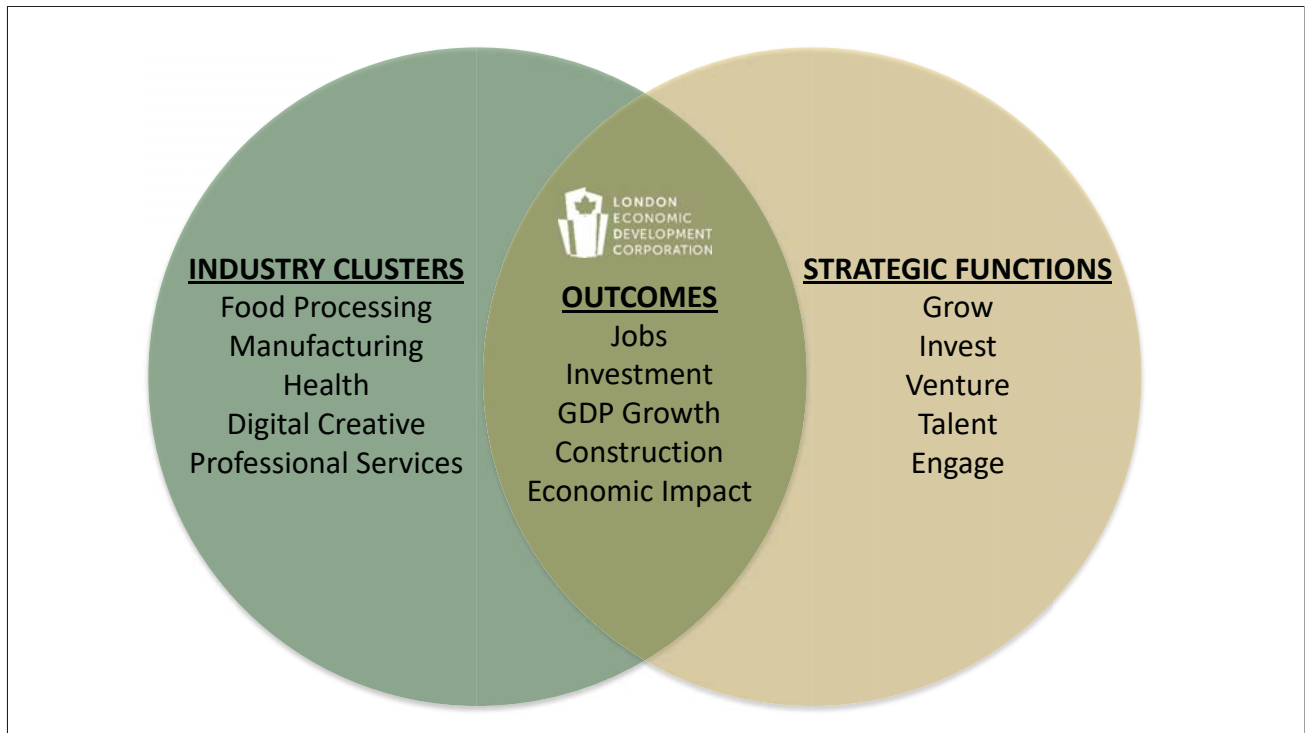 INDUSTRY CLUSTERS
Food Processing
Manufacturing
Health
Digital Creative
Professional Services
LONDON
ECONOMIC
DEVELOPMENT
CORPORATION
OUTCOMES
Jobs
Investment
GDP Growth
Construction
Economic Impact
STRATEGIC FUNCTIONS
Grow
Invest
Venture
Talent
Engage